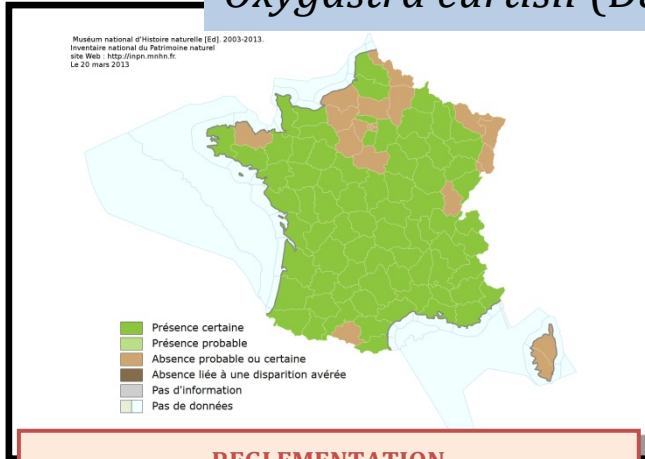 Oxygastra curtisii
Muséum national d'Histoire naturelle [Ed]. 2003-2013.
Inventaire national du Patrimoine naturel
site Web : http://inpn.mnhn.fr.
Le 20 mars 2013
Présence certaine
Présence probable
Absence probable ou certaine
Absence liée à une disparition avérée
Pas d'information
Pas de données
REGLEMENTATION